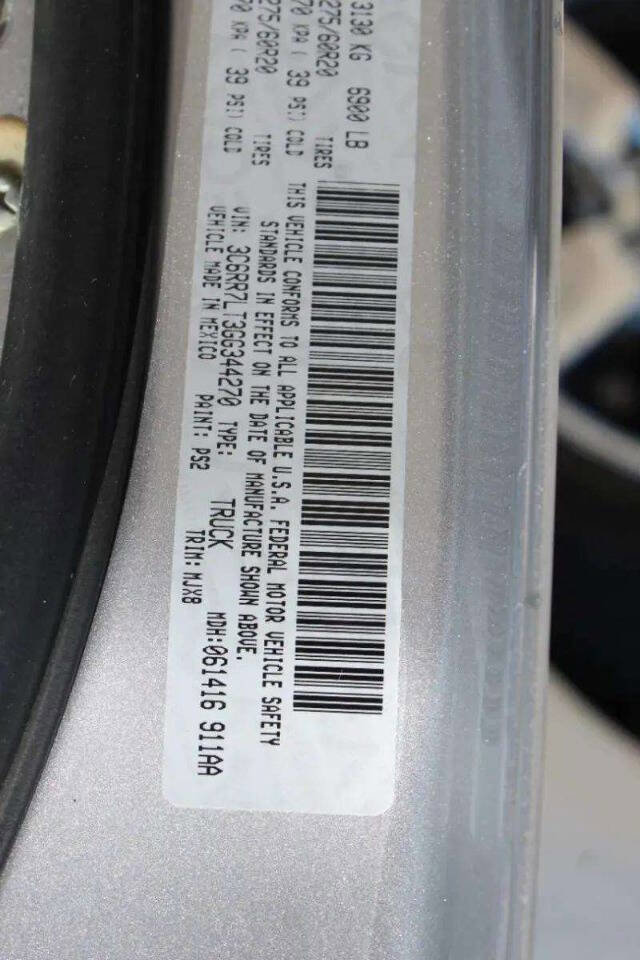 3130 KG 6900 LB
275/60R20 TIRES
70 KPA ( 39 PSI) COLD
275/60R20 TIRES
70 KPA ( 39 PSI) COLD
THIS VEHICLE CONFORMS TO ALL APPLICABLE U.S.A. FEDERAL MOTOR VEHICLE SAFETY
STANDARDS IN EFFECT ON THE DATE OF MANUFACTURE SHOWN ABOVE.
VIN: 3C6RR7LT3GG344270 TYPE: TRUCK MDH:061416 911AA
VEHICLE MADE IN MEXICO PAINT: PS2 TRIM: MJX8